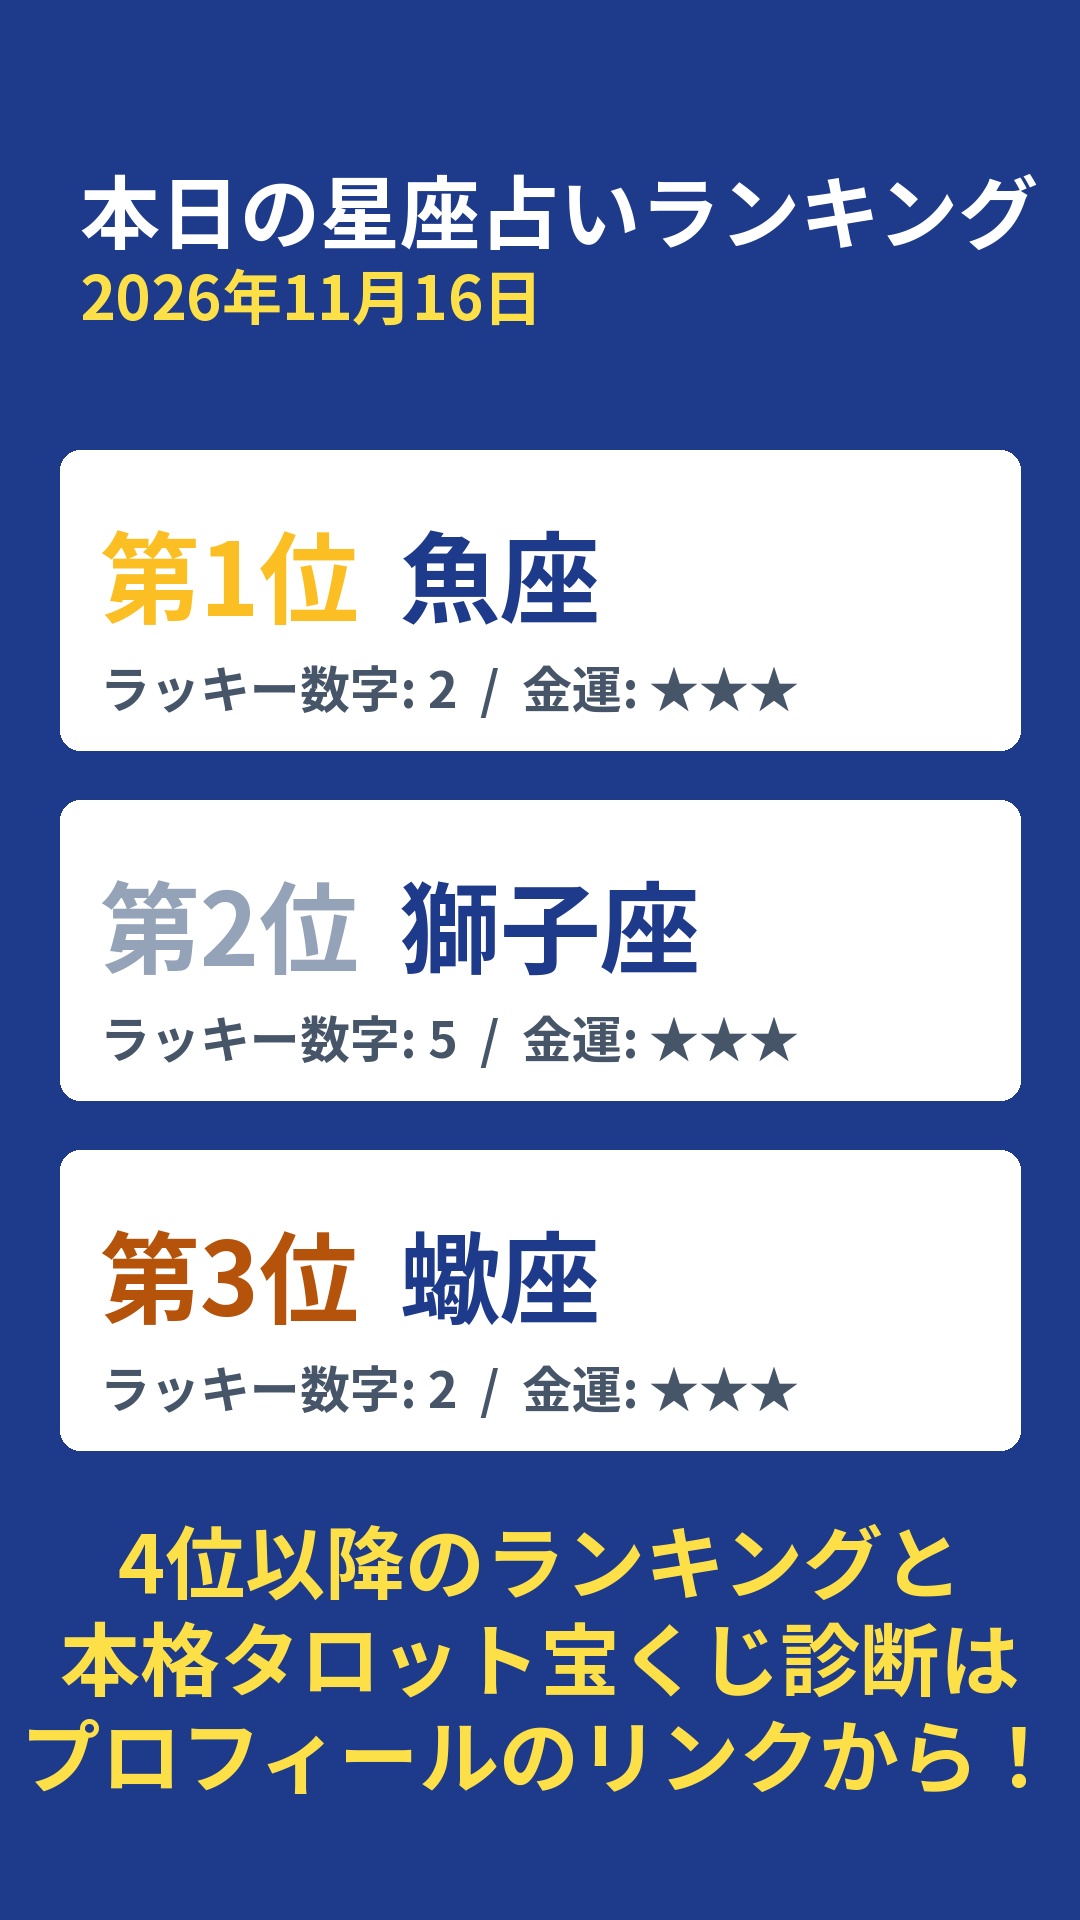 本日の星座占いランキング
2026年11月16日
第1位 魚座
ラッキー数字: 2 / 金運: ★★★
第2位 獅子座
ラッキー数字: 5 / 金運: ★★★
第3位 蠍座
ラッキー数字: 2 / 金運: ★★★
4位以降のランキングと
本格タロット宝くじ診断は
プロフィールのリンクから！